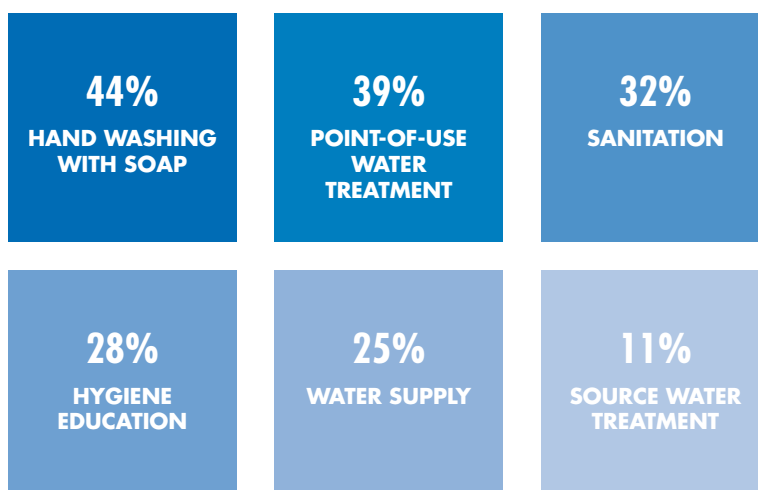 44%
HAND WASHING
WITH SOAP
39%
POINT-OF-USE
WATER
TREATMENT
32%
SANITATION
28%
HYGIENE
EDUCATION
25%
WATER SUPPLY
11%
SOURCE WATER
TREATMENT